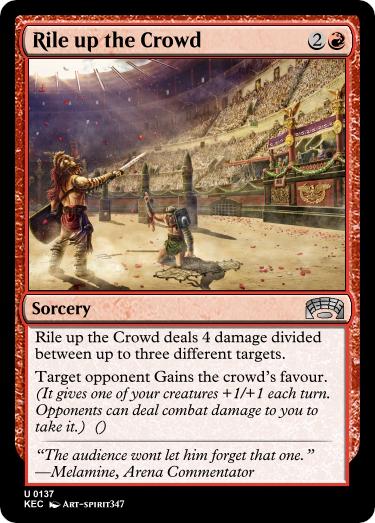 Rile up the Crowd 2
Sorcery
Rile up the Crowd deals 4 damage divided
between up to three different targets.
Target opponent Gains the crowd's favour.
(It gives one of your creatures +1/+1 each turn.
Opponents can deal combat damage to you to
take it.) ()
“The audience wont let him forget that one.”
—Melamine, Arena Commentator
U 0137
KEC Art-spirit347